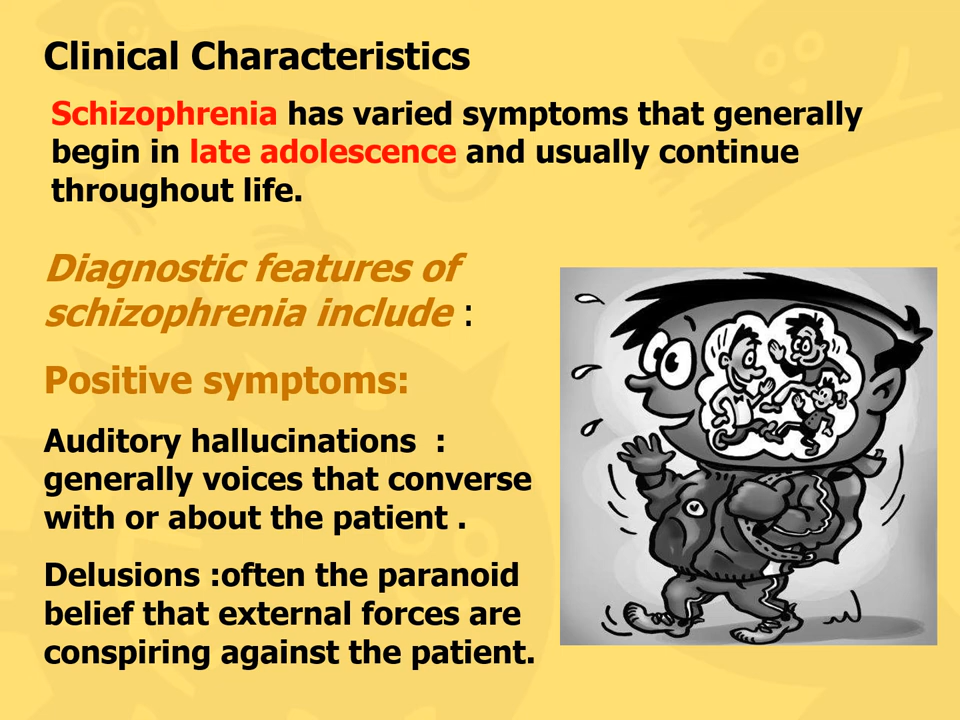 Clinical Characteristics
Schizophrenia has varied symptoms that generally
begin in late adolescence and usually continue
throughout life.
Diagnostic features of
schizophrenia include :
Positive symptoms:
Auditory hallucinations  :
generally voices that converse
with or about the patient .
Delusions :often the paranoid
belief that external forces are
conspiring against the patient.